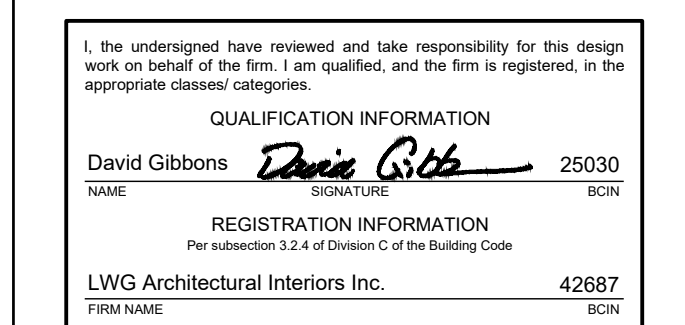 I, the undersigned have reviewed and take responsibility for this design
work on behalf of the firm. I am qualified, and the firm is registered, in the
appropriate classes/ categories.
QUALIFICATION INFORMATION
David Gibbons David Gibb 25030
NAME SIGNATURE BCIN
REGISTRATION INFORMATION
Per subsection 3.2.4 of Division C of the Building Code
LWG Architectural Interiors Inc. 42687
FIRM NAME BCIN